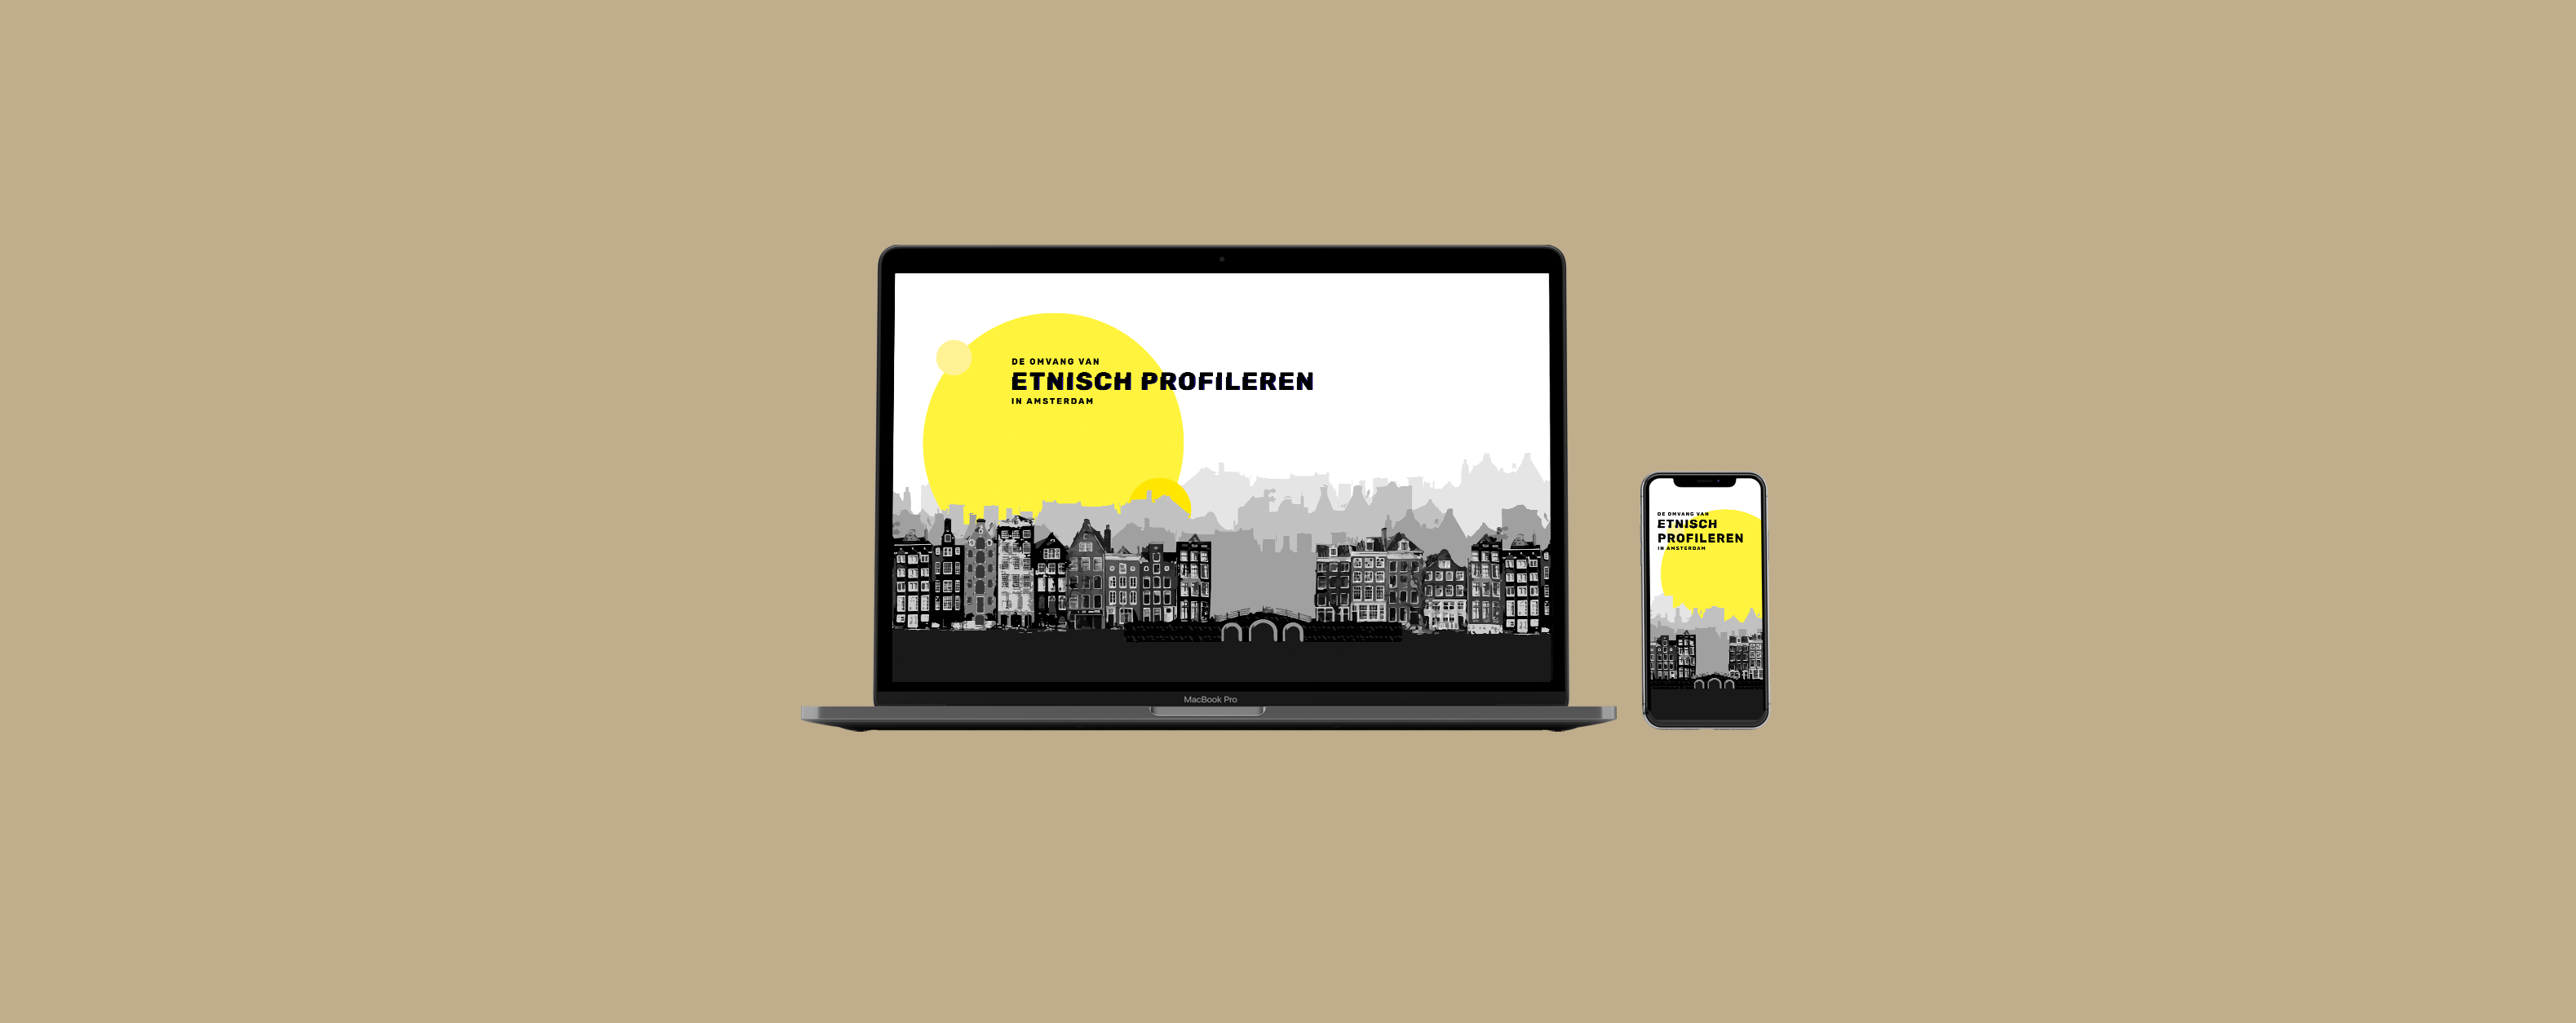 DE OMVANG VAN
ETNISCH PROFILEREN
IN AMSTERDAM
MacBook Pro
DE OMVANG VAN
ETNISCH
PROFILEREN
IN AMSTERDAM